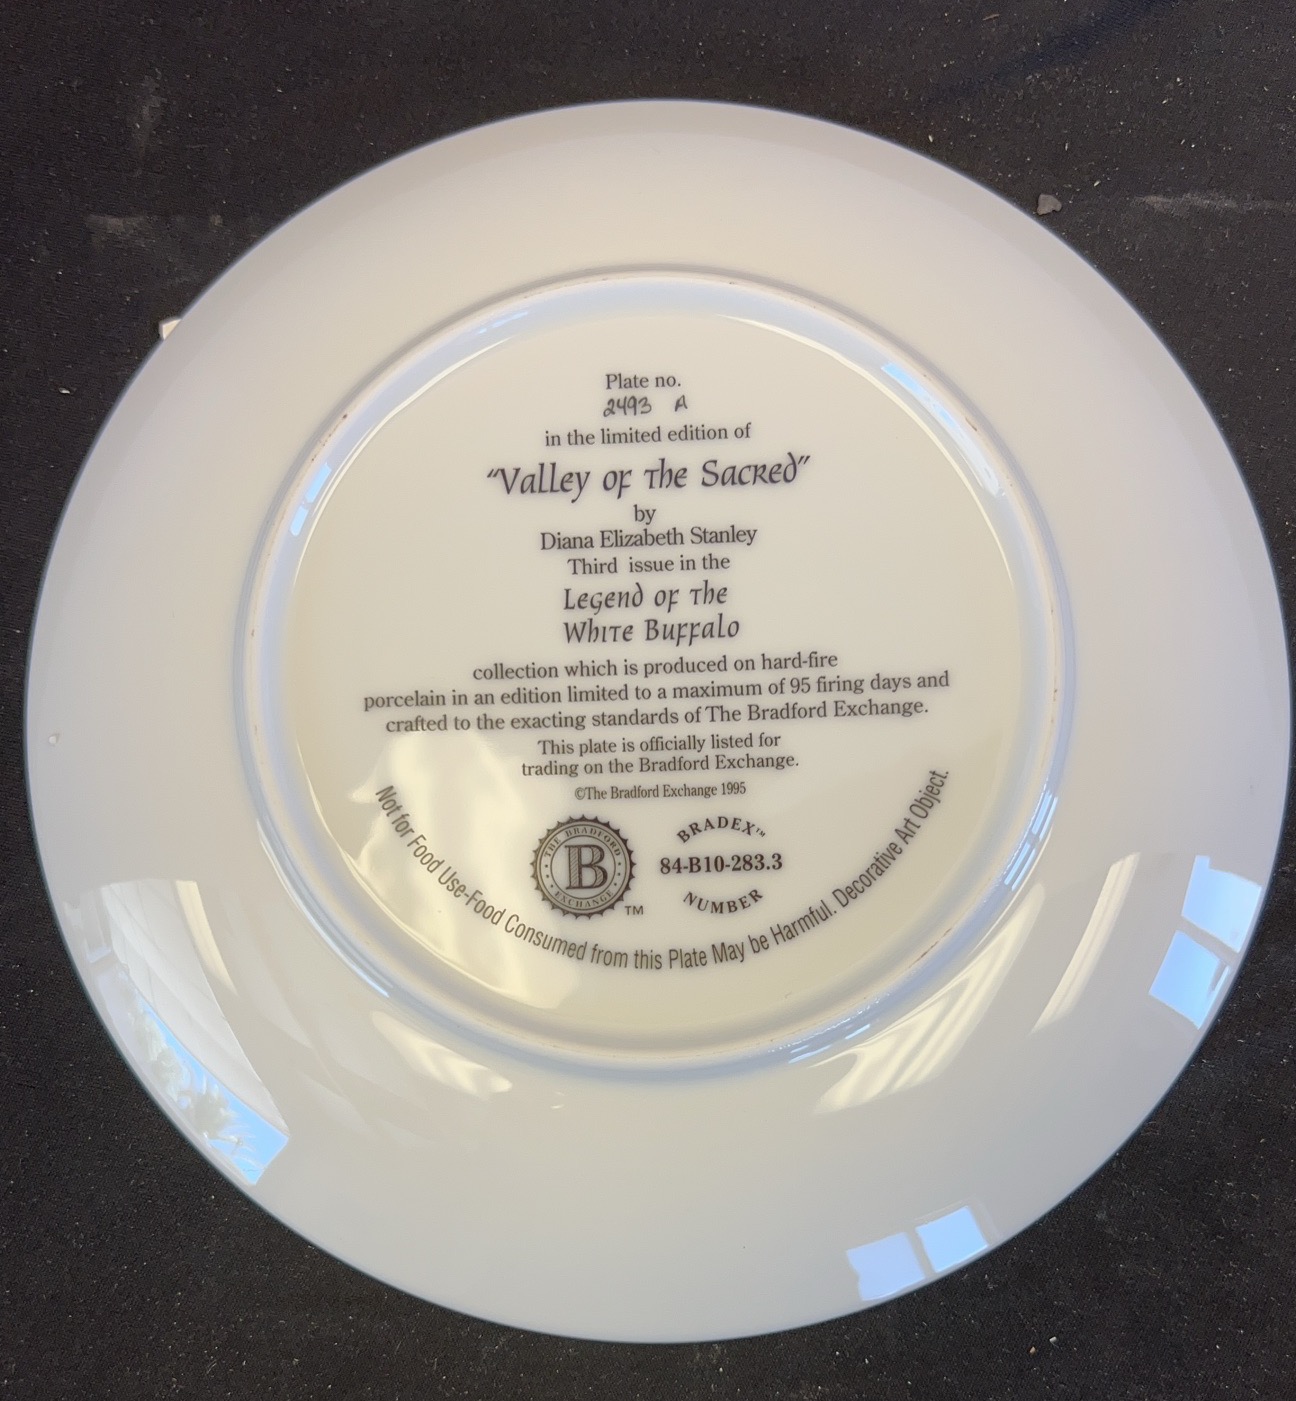 Plate no.
2493 A
in the limited edition of
“Valley of the Sacred”
by
Diana Elizabeth Stanley
Third issue in the
Legend of the
White Buffalo
collection which is produced on hard-fire
porcelain in an edition limited to a maximum of 95 firing days and
crafted to the exacting standards of The Bradford Exchange.
This plate is officially listed for
trading on the Bradford Exchange.
©The Bradford Exchange 1995
THE BRADFORD
B
EXCHANGE
TM
BRADEX™
84-B10-283.3
NUMBER
Not for Food Use-Food Consumed from this Plate May be Harmful. Decorative Art Object.